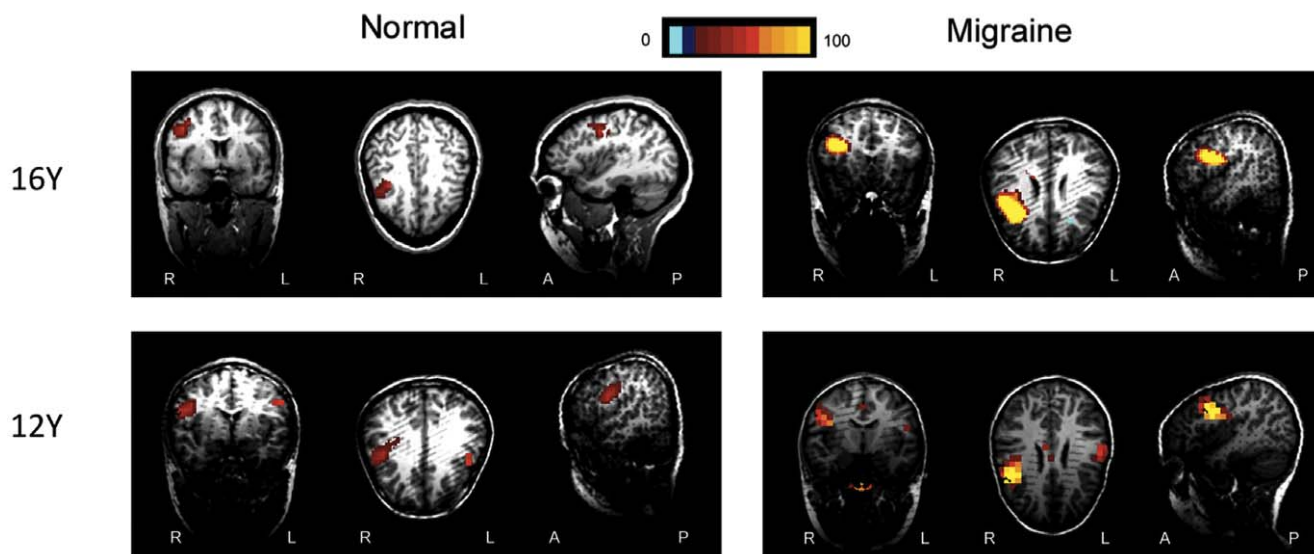 Normal
0
100
Migraine
16Y
R L R L A P
R L R L A P
12Y
R L R L A P
R L R L A P